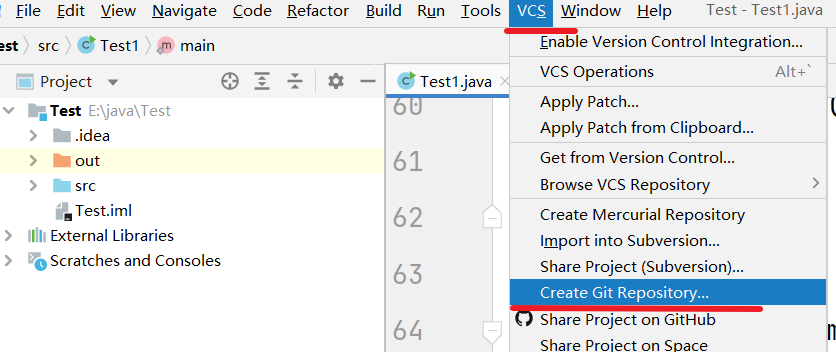 File Edit View Navigate Code Refactor Build Run Tools VCS Window Help Test - Test1.java
est src Test1 main
Enable Version Control Integration...
Project
Test1.java
VCS Operations Alt+`
Test E:\java\Test
60
Apply Patch...
.idea
Apply Patch from Clipboard...
out
61
Get from Version Control...
src
Browse VCS Repository
Test.iml
62
Create Mercurial Repository
External Libraries
Import into Subversion...
Scratches and Consoles
63
Share Project (Subversion)...
Create Git Repository...
64
Share Project on GitHub
Share Project on Space